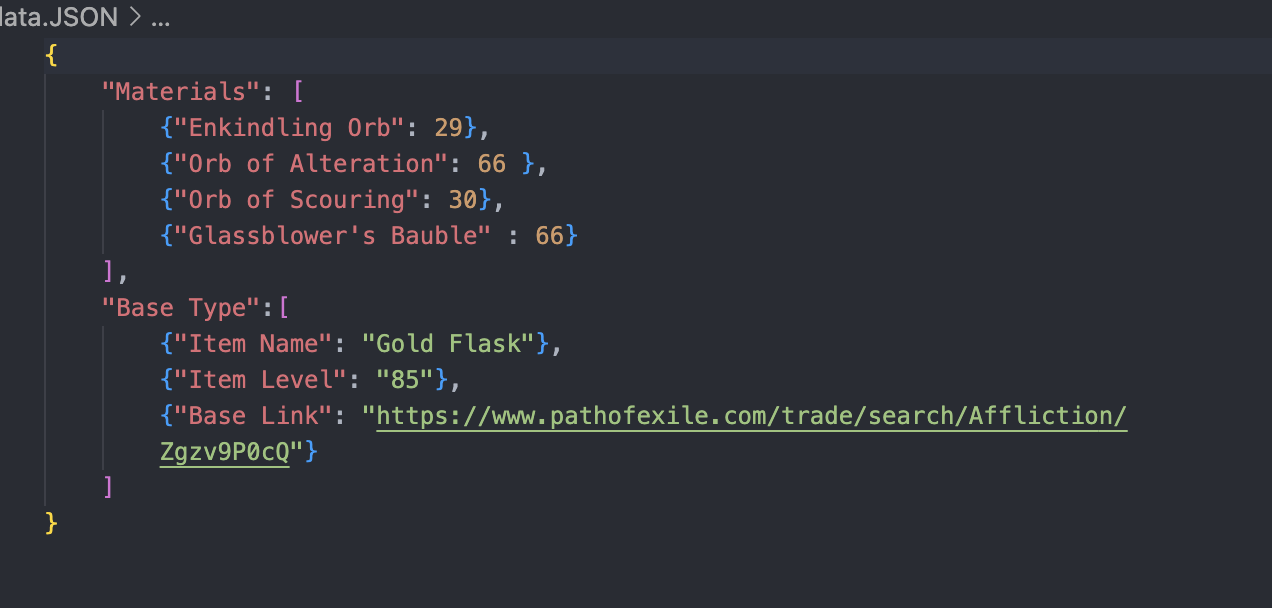 data.JSON > ...
{
"Materials": [
{"Enkindling Orb": 29},
{"Orb of Alteration": 66 },
{"Orb of Scouring": 30},
{"Glassblower's Bauble" : 66}
],
"Base Type":[
{"Item Name": "Gold Flask"},
{"Item Level": "85"},
{"Base Link": "https://www.pathofexile.com/trade/search/Affliction/
Zgzv9P0cQ"}
]
}